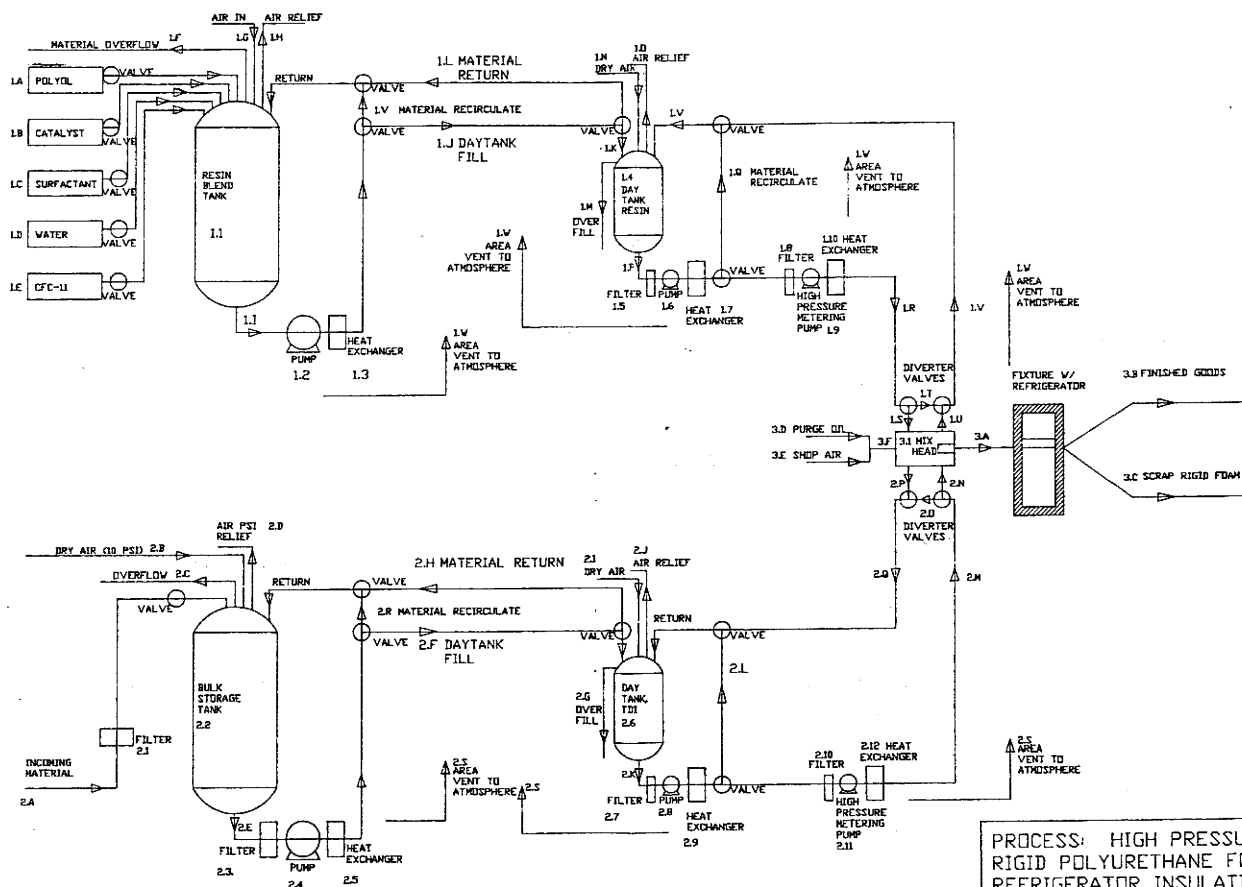 AIR IN
AIR RELIEF
1.G
1.H
MATERIAL OVERFLOW
1.F
1.A
POLYOL
VALVE
1.B
CATALYST
VALVE
1.C
SURFACTANT
VALVE
1.D
WATER
VALVE
1.E
CFC-11
VALVE
RESIN
BLEND
TANK
1.1
1.I
PUMP
1.2
HEAT
EXCHANGER
1.3
1.W
AREA
VENT TO
ATMOSPHERE
RETURN
VALVE
1.L MATERIAL
RETURN
1.V MATERIAL RECIRCULATE
VALVE
1.J DAYTANK
FILL
1.N
DRY AIR
1.O
AIR RELIEF
VALVE
1.K
1.4
DAY
TANK
RESIN
1.M
OVER
FILL
1.W
AREA
VENT TO
ATMOSPHERE
1.P
FILTER
1.5
PUMP
1.6
HEAT 1.7
EXCHANGER
VALVE
1.V
VALVE
1.Q MATERIAL
RECIRCULATE
1.W
AREA
VENT TO
ATMOSPHERE
1.8
FILTER
1.10 HEAT
EXCHANGER
HIGH
PRESSURE
METERING
PUMP 1.9
1.R
1.V
1.W
AREA
VENT TO
ATMOSPHERE
DIVERTER
VALVES
1.T
1.S
1.U
3.D PURGE OIL
3.E SHOP AIR
3.F
3.1 MIX
HEAD
3.A
FIXTURE W/
REFRIGERATOR
3.B FINISHED GOODS
3.C SCRAP RIGID FOAM
2.P
2.N
2.O
DIVERTER
VALVES
2.Q
2.M
AIR PSI 2.D
RELIEF
DRY AIR (10 PSI) 2.B
OVERFLOW 2.C
VALVE
RETURN
VALVE
2.H MATERIAL RETURN
2.R MATERIAL RECIRCULATE
VALVE
2.F DAYTANK
FILL
2.I
DRY AIR
2.J
AIR RELIEF
VALVE
RETURN
VALVE
BULK
STORAGE
TANK
2.2
FILTER
2.1
INCOMING
MATERIAL
2.A
2.E
FILTER
2.3.
PUMP
2.4
HEAT
EXCHANGER
2.5
2.S
AREA
VENT TO
ATMOSPHERE
2.S
2.G
OVER
FILL
DAY
TANK,
TDI
2.6
2.K
FILTER
2.7
PUMP
2.8
HEAT
EXCHANGER
2.9
VALVE
2.L
2.10
FILTER
2.12 HEAT
EXCHANGER
HIGH
PRESSURE
METERING
PUMP
2.11
2.S
AREA
VENT TO
ATMOSPHERE
PROCESS: HIGH PRESSU
RIGID POLYURETHANE F
REFRIGERATOR INSULATI